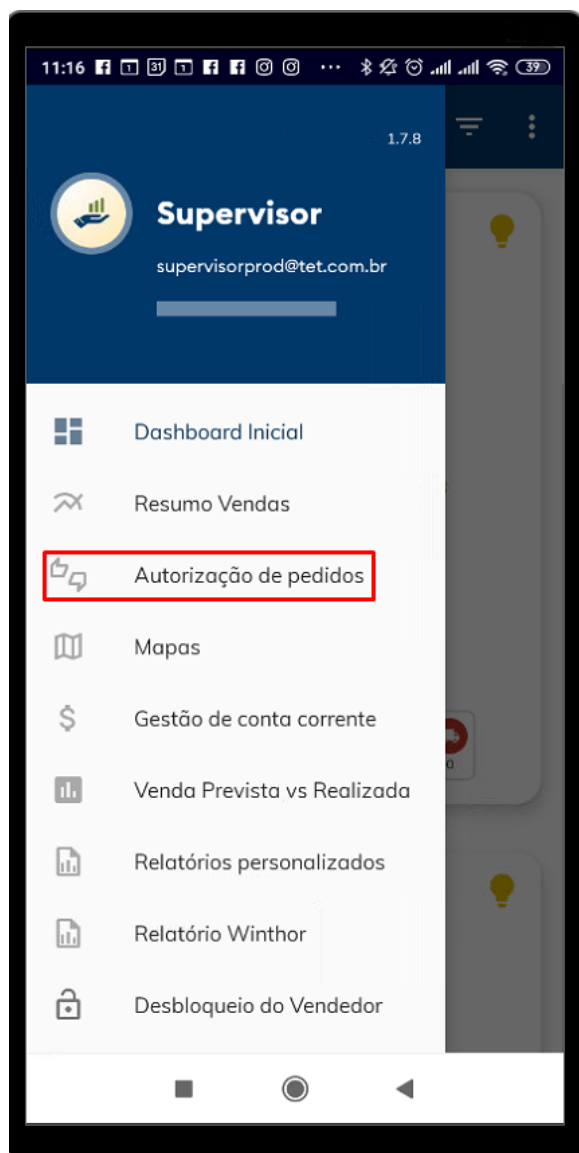 11:16
39
1.7.8
Supervisor
supervisorprod@tet.com.br
Dashboard Inicial
Resumo Vendas
Autorização de pedidos
Mapas
Gestão de conta corrente
Venda Prevista vs Realizada
Relatórios personalizados
Relatório Winthor
Desbloqueio do Vendedor